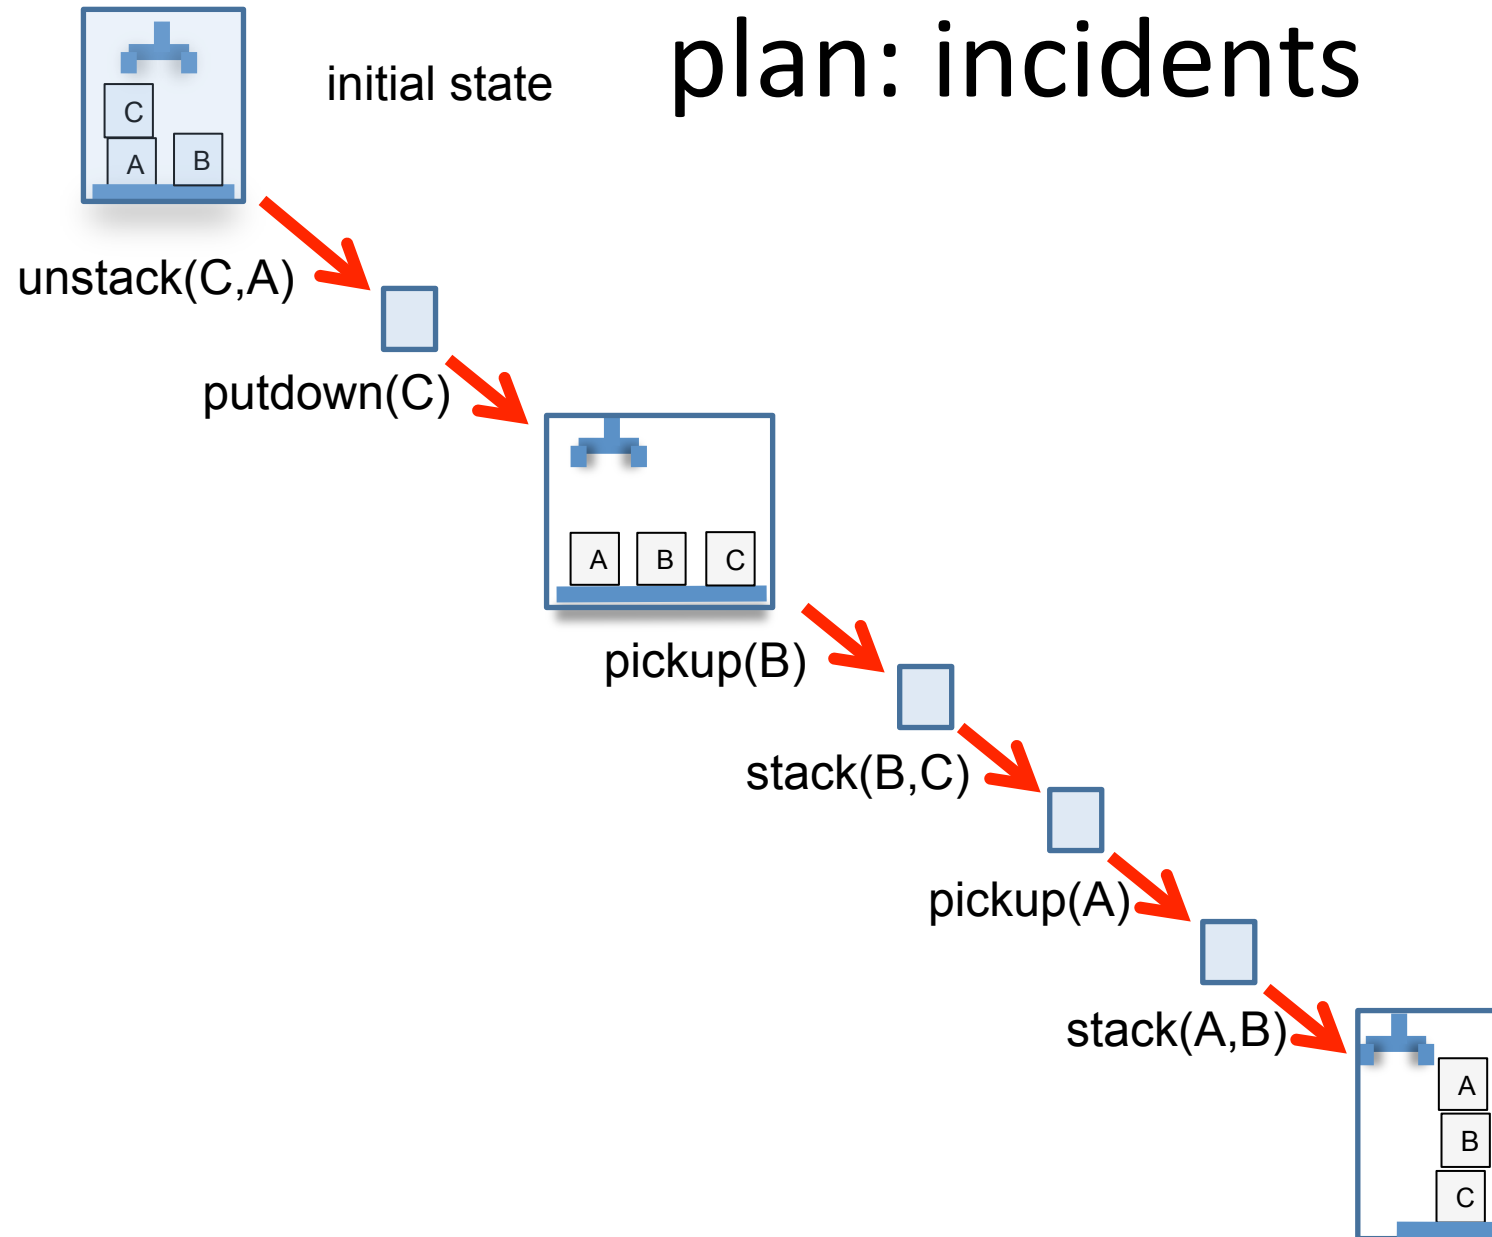 plan: incidents
initial state
C
A B
unstack(C,A)
putdown(C)
A B C
pickup(B)
stack(B,C)
pickup(A)
stack(A,B)
A
B
C